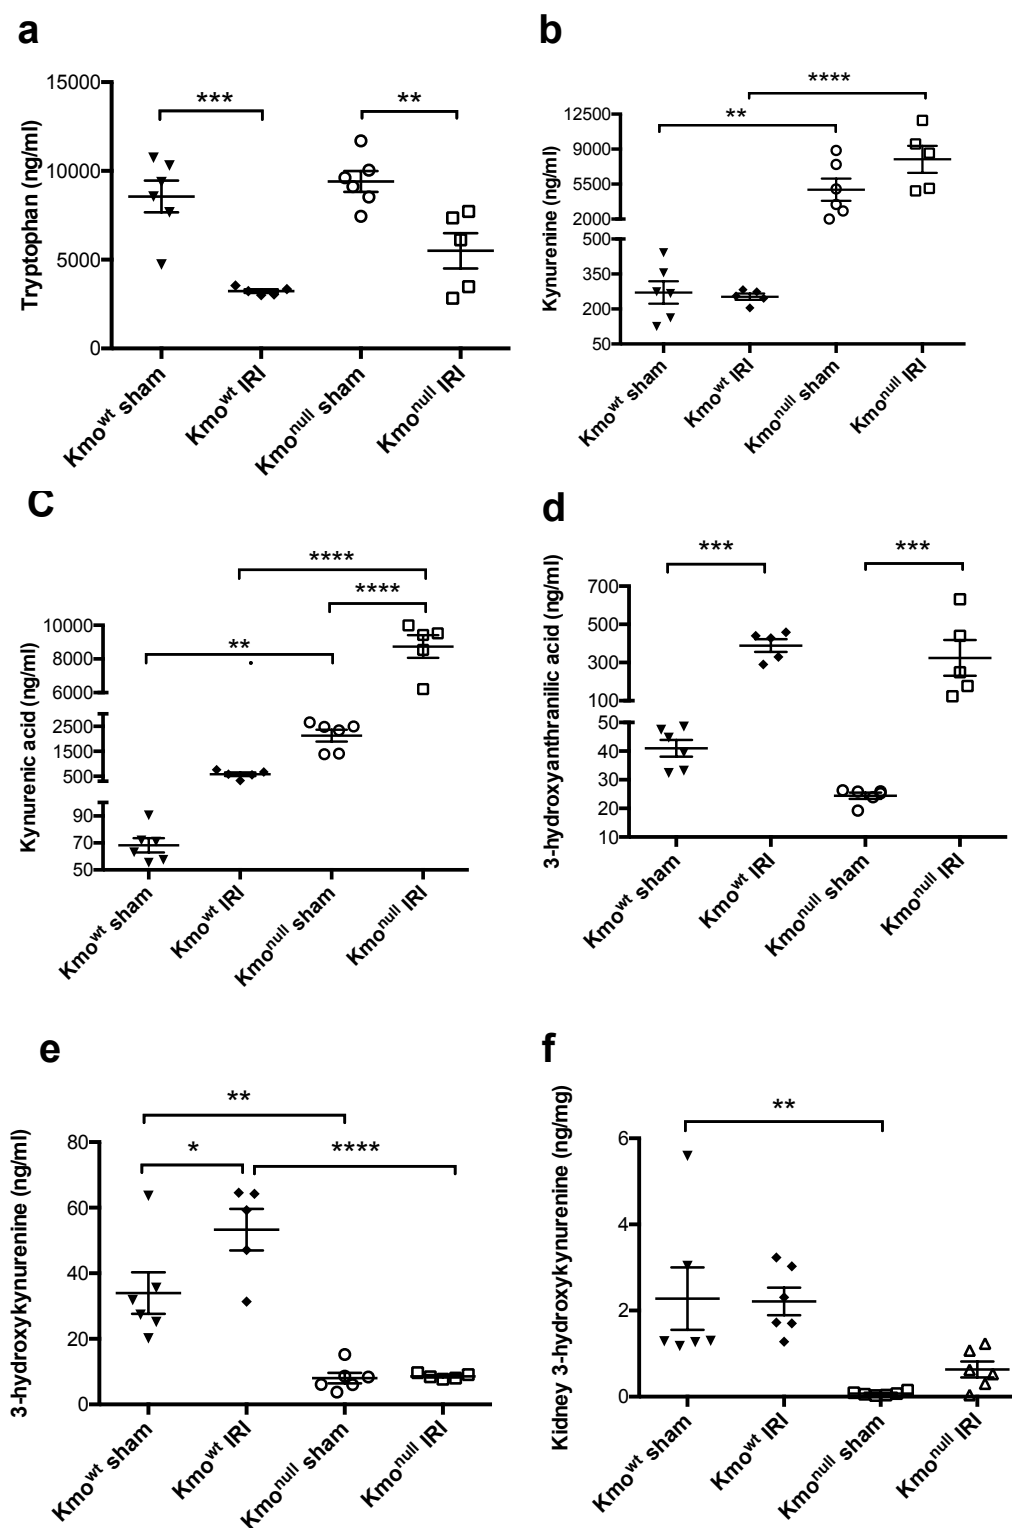 a
Tryptophan (ng/ml)
15000
10000
5000
0
***
**
Kmo^wt sham
Kmo^wt IRI
Kmo^null sham
Kmo^null IRI
b
Kynurenine (ng/ml)
12500
9000
5500
2000
500
350
200
50
****
**
Kmo^wt sham
Kmo^wt IRI
Kmo^null sham
Kmo^null IRI
C
Kynurenic acid (ng/ml)
10000
8000
6000
2500
1500
500
90
70
50
****
****
**
Kmo^wt sham
Kmo^wt IRI
Kmo^null sham
Kmo^null IRI
d
3-hydroxyanthranilic acid (ng/ml)
700
500
300
100
50
40
30
20
10
***
***
Kmo^wt sham
Kmo^wt IRI
Kmo^null sham
Kmo^null IRI
e
3-hydroxykynurenine (ng/ml)
80
60
40
20
0
**
*
****
Kmo^wt sham
Kmo^wt IRI
Kmo^null sham
Kmo^null IRI
f
Kidney 3-hydroxykynurenine (ng/mg)
6
4
2
0
**
Kmo^wt sham
Kmo^wt IRI
Kmo^null sham
Kmo^null IRI